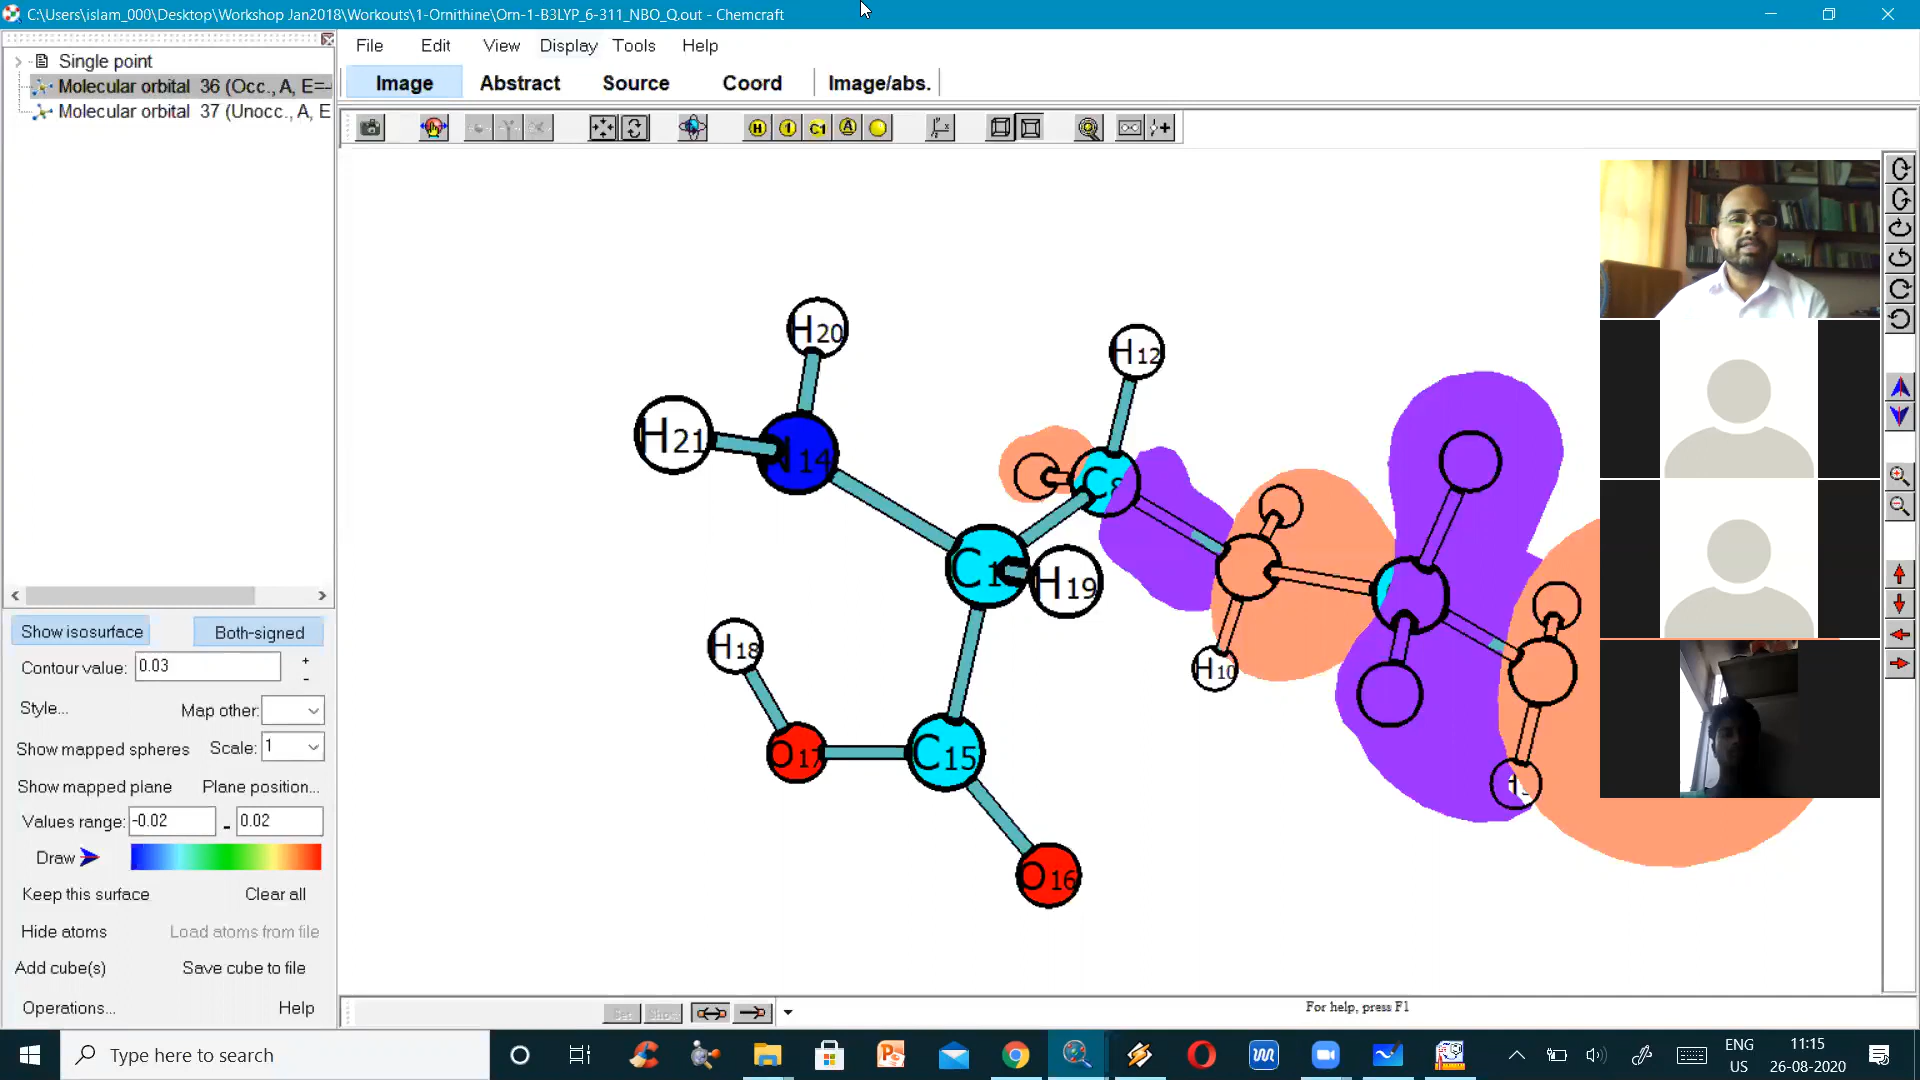 C:\Users\islam_000\Desktop\Workshop Jan2018\Workouts\1-Ornithine\Orn-1-B3LYP_6-311_NBO_Q.out - Chemcraft
Single point
Molecular orbital 36 (Occ., A, E=-
Molecular orbital 37 (Unocc., A, E
File Edit View Display Tools Help
Image Abstract Source Coord Image/abs.
H 1 C1 A
H20
H12
H21
N14
C8
C1
H19
H18
H10
O17
C15
O16
Show isosurface Both-signed
Contour value: 0.03 + -
Style... Map other:
Show mapped spheres Scale: 1
Show mapped plane Plane position...
Values range: -0.02 - 0.02
Draw
Keep this surface Clear all
Hide atoms Load atoms from file
Add cube(s) Save cube to file
Operations... Help
Set Show
For help, press F1
Type here to search
ENG
US
11:15
26-08-2020